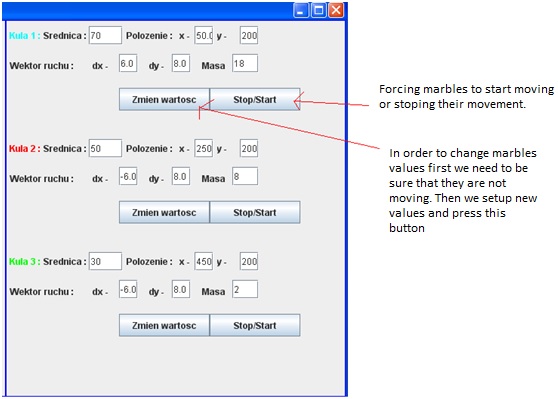 Kula 1 : Srednica : 70 Polozenie : x - 50.0 y - 200
Wektor ruchu : dx - 6.0 dy - 8.0 Masa 18
Zmien wartosc Stop/Start
Kula 2 : Srednica : 50 Polozenie : x - 250 y - 200
Wektor ruchu : dx - -6.0 dy - 8.0 Masa 8
Zmien wartosc Stop/Start
Kula 3 : Srednica : 30 Polozenie : x - 450 y - 200
Wektor ruchu : dx - -6.0 dy - 8.0 Masa 2
Zmien wartosc Stop/Start
Forcing marbles to start moving
or stoping their movement.
In order to change marbles
values first we need to be
sure that they are not
moving. Then we setup new
values and press this
button